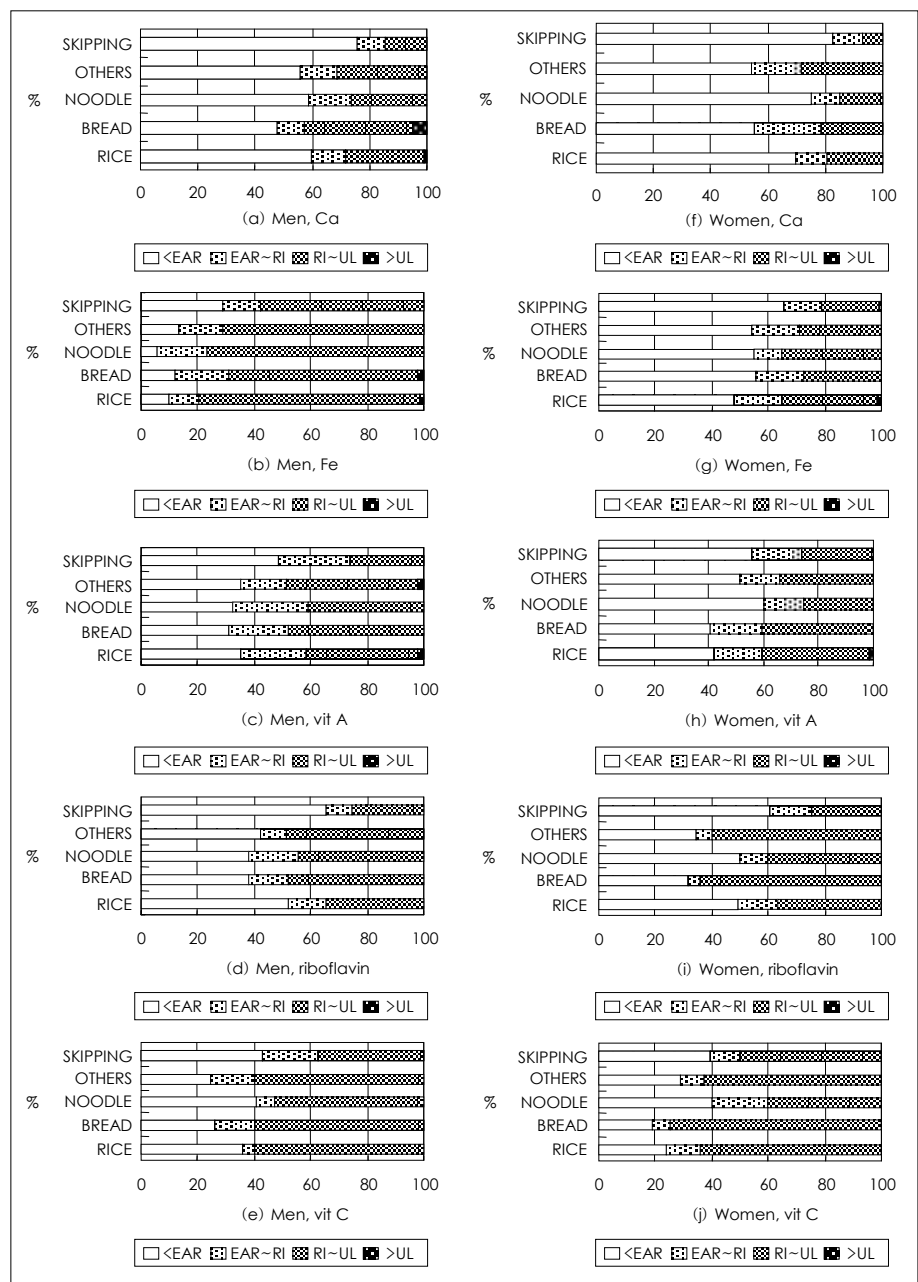 SKIPPING
OTHERS
% NOODLE
BREAD
RICE
0 20 40 60 80 100
(a) Men, Ca
<EAR EAR~RI RI~UL >UL
SKIPPING
OTHERS
% NOODLE
BREAD
RICE
0 20 40 60 80 100
(f) Women, Ca
<EAR EAR~RI RI~UL >UL
SKIPPING
OTHERS
% NOODLE
BREAD
RICE
0 20 40 60 80 100
(b) Men, Fe
<EAR EAR~RI RI~UL >UL
SKIPPING
OTHERS
% NOODLE
BREAD
RICE
0 20 40 60 80 100
(g) Women, Fe
<EAR EAR~RI RI~UL >UL
SKIPPING
OTHERS
% NOODLE
BREAD
RICE
0 20 40 60 80 100
(c) Men, vit A
<EAR EAR~RI RI~UL >UL
SKIPPING
OTHERS
% NOODLE
BREAD
RICE
0 20 40 60 80 100
(h) Women, vit A
<EAR EAR~RI RI~UL >UL
SKIPPING
OTHERS
% NOODLE
BREAD
RICE
0 20 40 60 80 100
(d) Men, riboflavin
<EAR EAR~RI RI~UL >UL
SKIPPING
OTHERS
% NOODLE
BREAD
RICE
0 20 40 60 80 100
(i) Women, riboflavin
<EAR EAR~RI RI~UL >UL
SKIPPING
OTHERS
% NOODLE
BREAD
RICE
0 20 40 60 80 100
(e) Men, vit C
<EAR EAR~RI RI~UL >UL
SKIPPING
OTHERS
% NOODLE
BREAD
RICE
0 20 40 60 80 100
(j) Women, vit C
<EAR EAR~RI RI~UL >UL